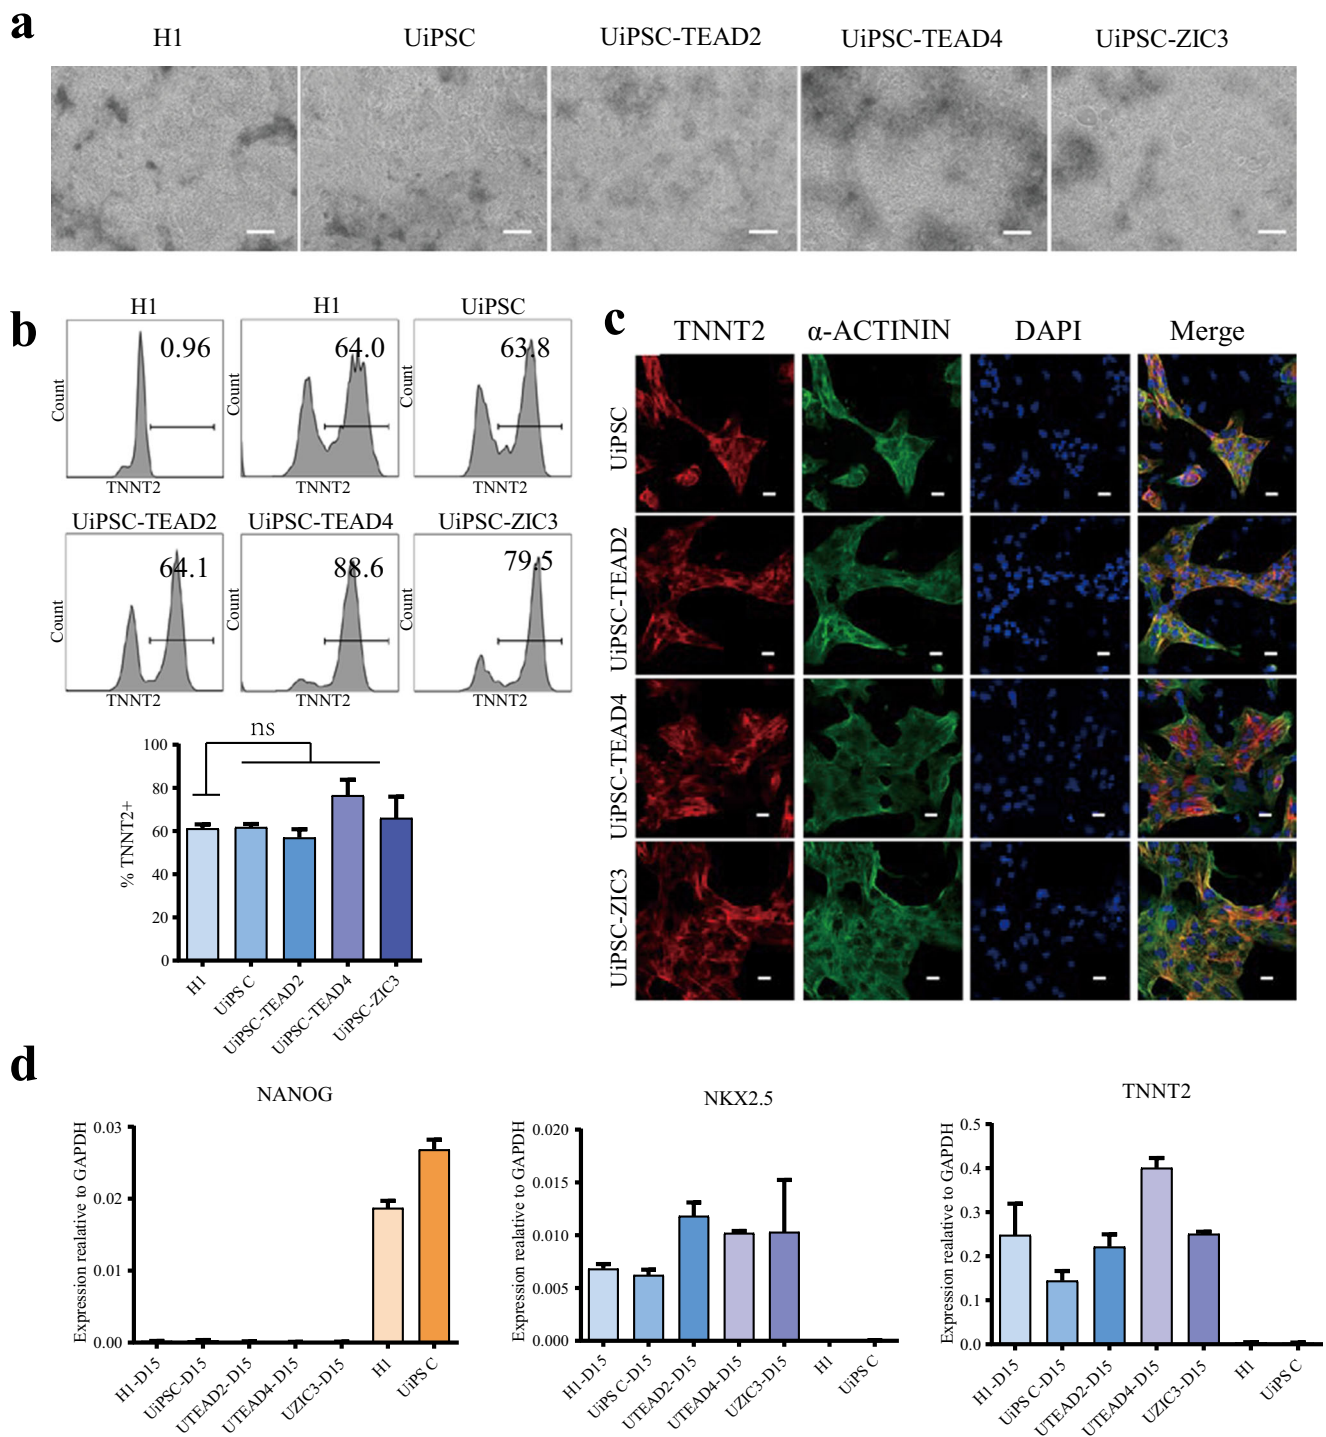 a
H1 UiPSC UiPSC-TEAD2 UiPSC-TEAD4 UiPSC-ZIC3
b
H1 H1 UiPSC
0.96 64.0 63.8
Count Count Count
TNNT2 TNNT2 TNNT2
UiPSC-TEAD2 UiPSC-TEAD4 UiPSC-ZIC3
64.1 88.6 79.5
Count Count Count
TNNT2 TNNT2 TNNT2
ns
% TNNT2+
100
80
60
40
20
0
H1 UiPS C UiPSC-TEAD2 UiPSC-TEAD4 UiPSC-ZIC3
c
TNNT2 α-ACTININ DAPI Merge
UiPSC
UiPSC-TEAD2
UiPSC-TEAD4
UiPSC-ZIC3
d
NANOG
Expression realative to GAPDH
0.03
0.02
0.01
0.00
H1-D15 UiPSC-D15 UTEAD2-D15 UTEAD4-D15 UZIC3-D15 H1 UiPS C
NKX2.5
Expression realative to GAPDH
0.020
0.015
0.010
0.005
0.000
H1-D15 UiPS C-D15 UTEAD2-D15 UTEAD4-D15 UZIC3-D15 H1 UiPS C
TNNT2
Expression realative to GAPDH
0.5
0.4
0.3
0.2
0.1
0.0
H1-D15 UiPS C-D15 UTEAD2-D15 UTEAD4-D15 UZIC3-D15 H1 UiPS C